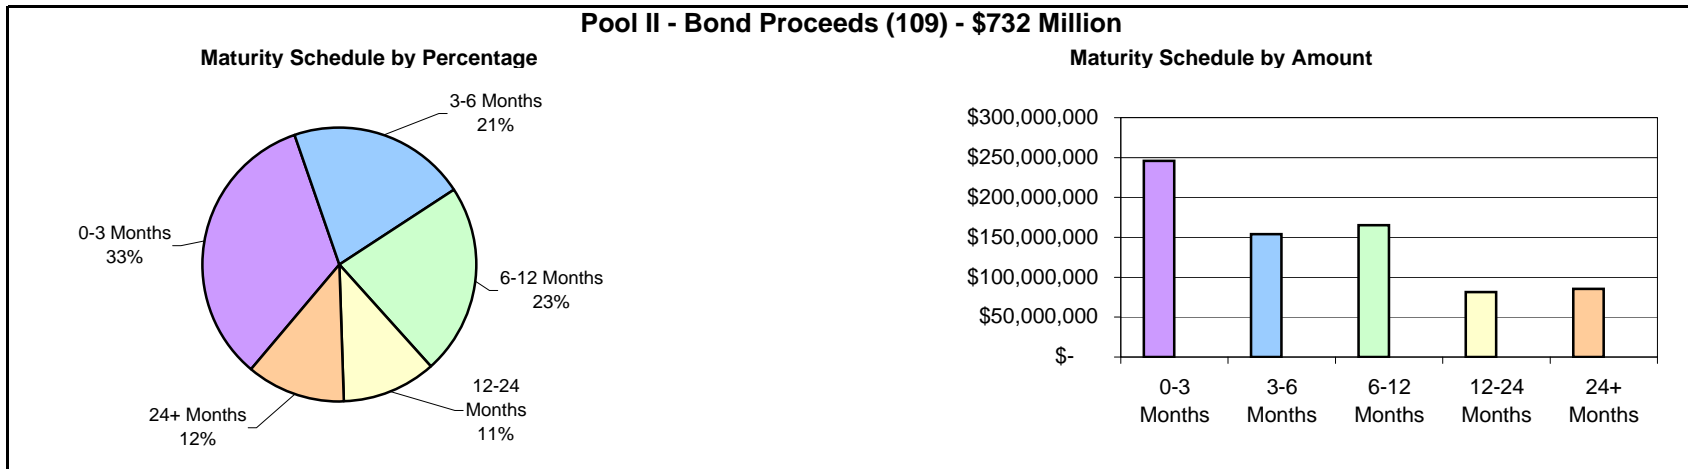 Pool II - Bond Proceeds (109) - $732 Million
Maturity Schedule by Percentage
3-6 Months
21%
0-3 Months
33%
6-12 Months
23%
12-24
Months
11%
24+ Months
12%
Maturity Schedule by Amount
$300,000,000
$250,000,000
$200,000,000
$150,000,000
$100,000,000
$50,000,000
$-
0-3 3-6 6-12 12-24 24+
Months Months Months Months Months